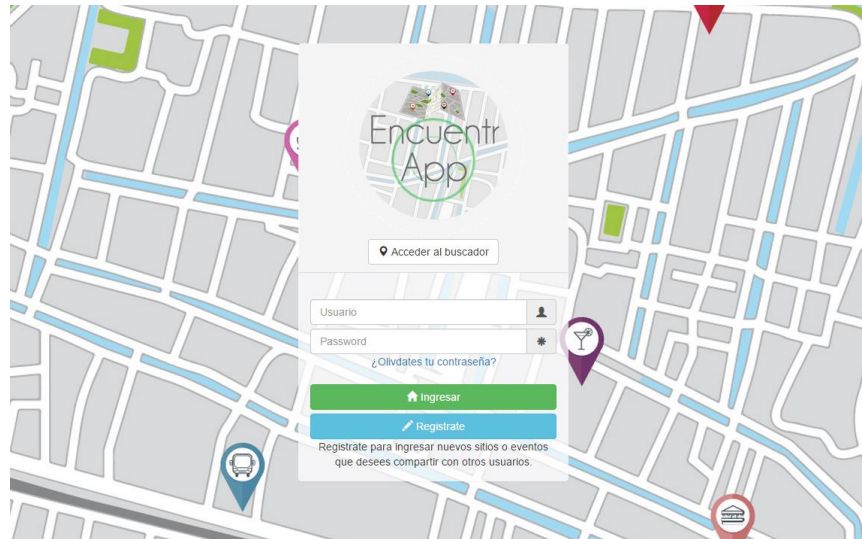 Encuentr
App
Acceder al buscador
Usuario
Password
¿Olivdates tu contraseña?
Ingresar
Registrate
Registrate para ingresar nuevos sitios o eventos
que desees compartir con otros usuarios.